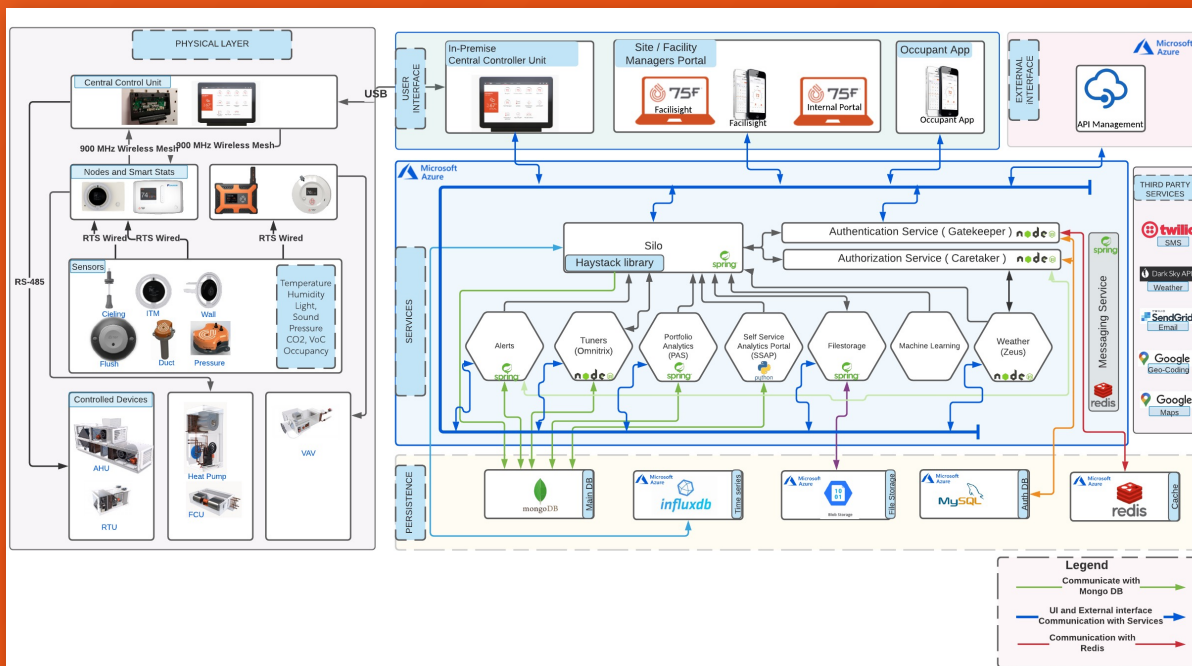 PHYSICAL LAYER
Central Control Unit
900 MHz Wireless Mesh
900 MHz Wireless Mesh
Nodes and Smart Stats
RTS Wired
RTS Wired
RTS Wired
RS-485
Sensors
Cieling
ITM
Wall
Flush
Duct
Pressure
Temperature
Humidity
Light,
Sound
Pressure
CO2, VoC
Occupancy
Controlled Devices
AHU
RTU
Heat Pump
FCU
VAV
USB
USER
INTERFACE
In-Premise
Central Controller Unit
Site / Facility
Managers Portal
75F
Facilisight
Facilisight
75F
Internal Portal
Occupant App
Occupant App
EXTERNAL
INTERFACE
Microsoft
Azure
API Management
Microsoft
Azure
SERVICES
Silo
Haystack library
spring
Authentication Service ( Gatekeeper )
node
Authorization Service ( Caretaker )
node
Alerts
spring
Tuners
(Omnitrix)
node
Portfolio
Analytics
(PAS)
spring
Self Service
Analytics Portal
(SSAP)
python
Filestorage
spring
Machine Learning
Weather
(Zeus)
node
spring
Messaging Service
redis
THIRD PARTY
SERVICES
twilio
SMS
Dark Sky API
Weather
SendGrid
Email
Google
Geo-Coding
Google
Maps
PERSISTENCE
mongoDB
Main DB
Microsoft
Azure
influxdb
Time series
Microsoft
Azure
10
01
Blob Storage
File Storage
Microsoft
Azure
MySQL
Auth DB
Microsoft
Azure
redis
Cache
Legend
Communicate with
Mongo DB
UI and External interface
Communication with Services
Communication with
Redis